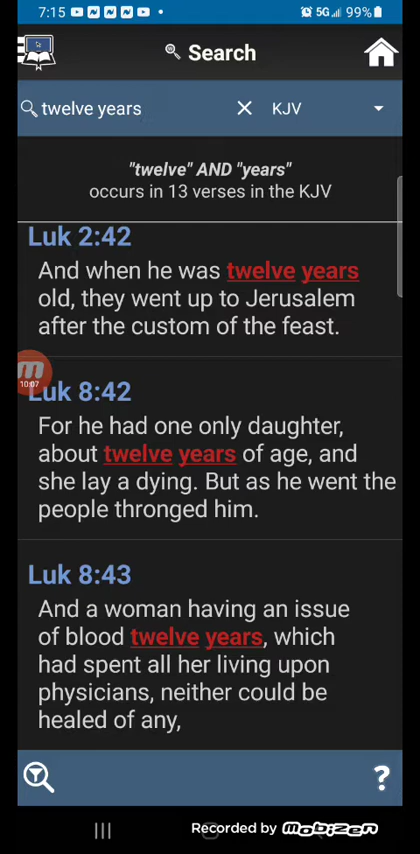 7:15 5G 99%
Search
twelve years KJV
"twelve" AND "years"
occurs in 13 verses in the KJV
Luk 2:42
And when he was twelve years
old, they went up to Jerusalem
after the custom of the feast.
10:07
Luk 8:42
For he had one only daughter,
about twelve years of age, and
she lay a dying. But as he went the
people thronged him.
Luk 8:43
And a woman having an issue
of blood twelve years, which
had spent all her living upon
physicians, neither could be
healed of any,
?
Recorded by mobizen